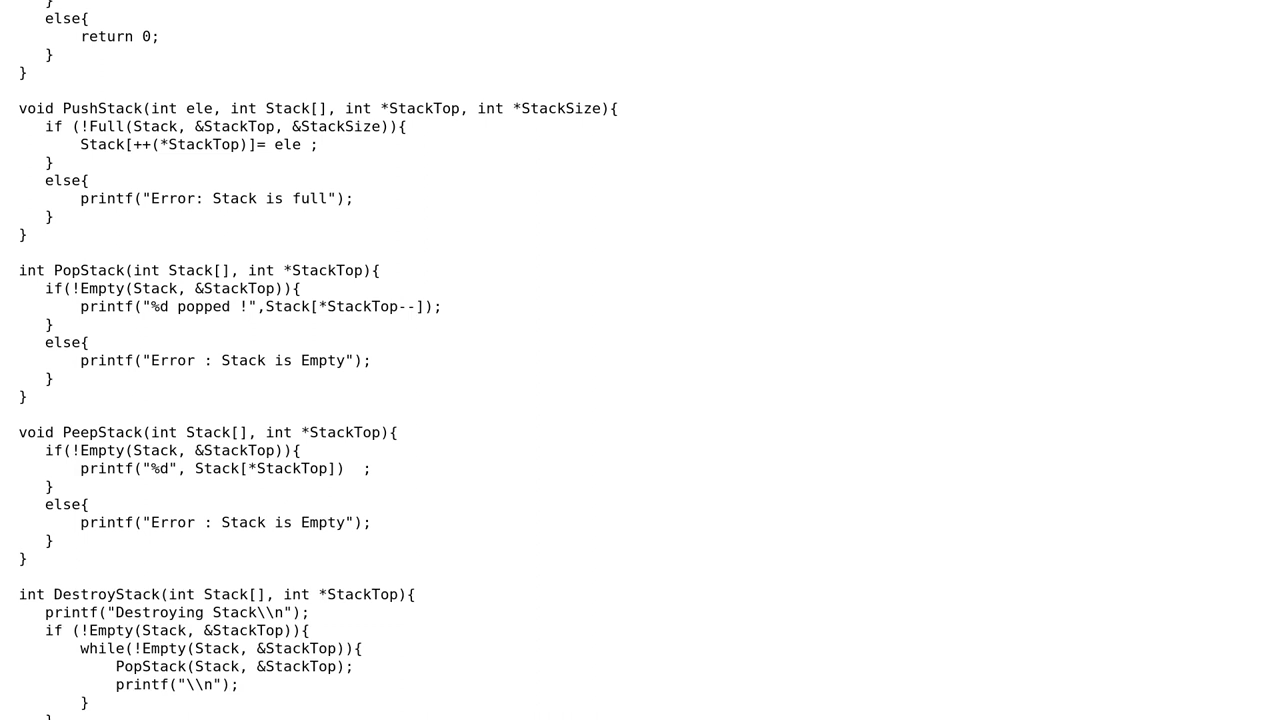 }
else{
return 0;
}
}
void PushStack(int ele, int Stack[], int *StackTop, int *StackSize){
if (!Full(Stack, &StackTop, &StackSize)){
Stack[++(*StackTop)]= ele ;
}
else{
printf("Error: Stack is full");
}
}
int PopStack(int Stack[], int *StackTop){
if(!Empty(Stack, &StackTop)){
printf("%d popped !",Stack[*StackTop--]);
}
else{
printf("Error : Stack is Empty");
}
}
void PeepStack(int Stack[], int *StackTop){
if(!Empty(Stack, &StackTop)){
printf("%d", Stack[*StackTop])  ;
}
else{
printf("Error : Stack is Empty");
}
}
int DestroyStack(int Stack[], int *StackTop){
printf("Destroying Stack\\n");
if (!Empty(Stack, &StackTop)){
while(!Empty(Stack, &StackTop)){
PopStack(Stack, &StackTop);
printf("\\n");
}
}